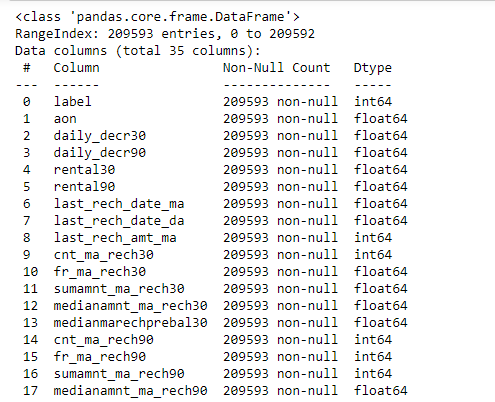 <class 'pandas.core.frame.DataFrame'>
RangeIndex: 209593 entries, 0 to 209592
Data columns (total 35 columns):
 #   Column                Non-Null Count   Dtype
---  ------                --------------   -----
 0   label                 209593 non-null  int64
 1   aon                   209593 non-null  float64
 2   daily_decr30          209593 non-null  float64
 3   daily_decr90          209593 non-null  float64
 4   rental30              209593 non-null  float64
 5   rental90              209593 non-null  float64
 6   last_rech_date_ma     209593 non-null  float64
 7   last_rech_date_da     209593 non-null  float64
 8   last_rech_amt_ma      209593 non-null  int64
 9   cnt_ma_rech30         209593 non-null  int64
 10  fr_ma_rech30          209593 non-null  float64
 11  sumamnt_ma_rech30     209593 non-null  float64
 12  medianamnt_ma_rech30  209593 non-null  float64
 13  medianmarechprebal30  209593 non-null  float64
 14  cnt_ma_rech90         209593 non-null  int64
 15  fr_ma_rech90          209593 non-null  int64
 16  sumamnt_ma_rech90     209593 non-null  int64
 17  medianamnt_ma_rech90  209593 non-null  float64